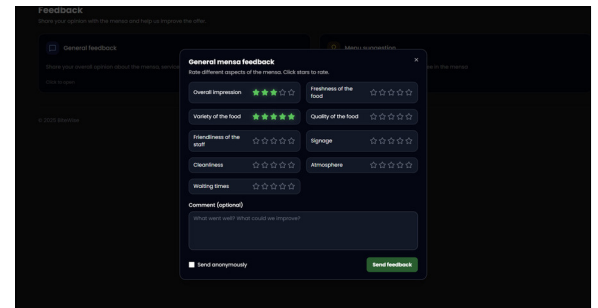 Feedback
Share your opinion with the mensa and help us improve the offer.
General feedback
Menu suggestion
Share your overall opinion about the mensa, service
in the mensa
Click to open
General mensa feedback
×
Rate different aspects of the mensa. Click stars to rate.
Overall impression
Freshness of the
food
Variety of the food
Quality of the food
Friendliness of the
staff
Signage
Cleanliness
Atmosphere
Waiting times
Comment (optional)
What went well? What could we improve?
Send anonymously
Send feedback